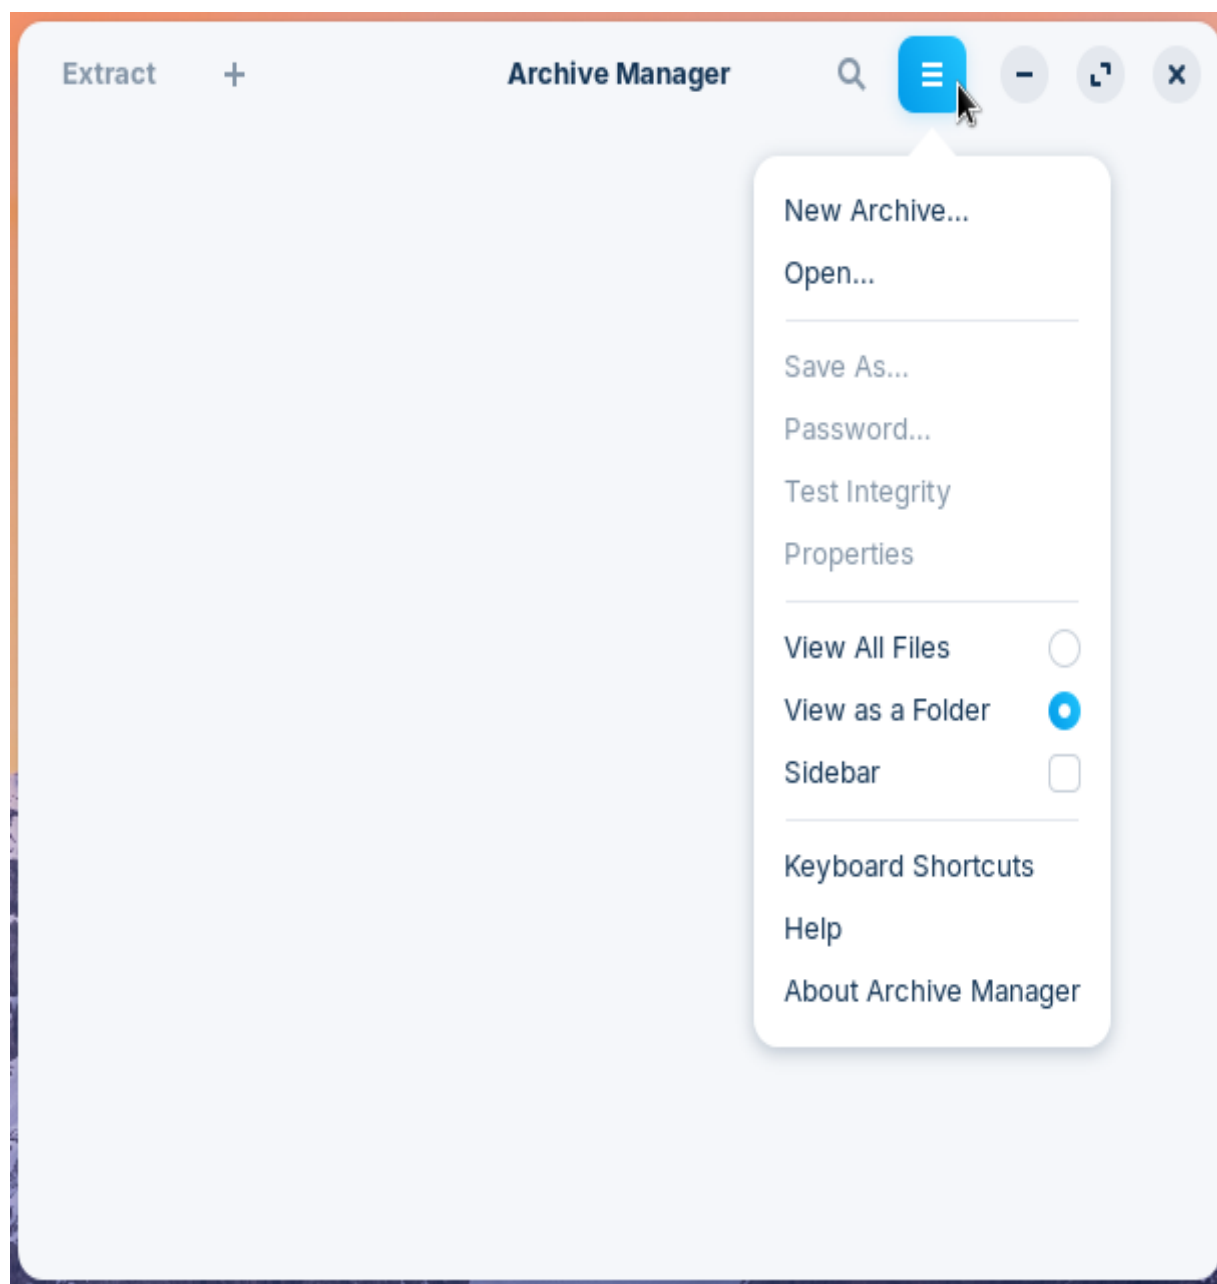 Extract + Archive Manager
New Archive...
Open...
Save As...
Password...
Test Integrity
Properties
View All Files
View as a Folder
Sidebar
Keyboard Shortcuts
Help
About Archive Manager